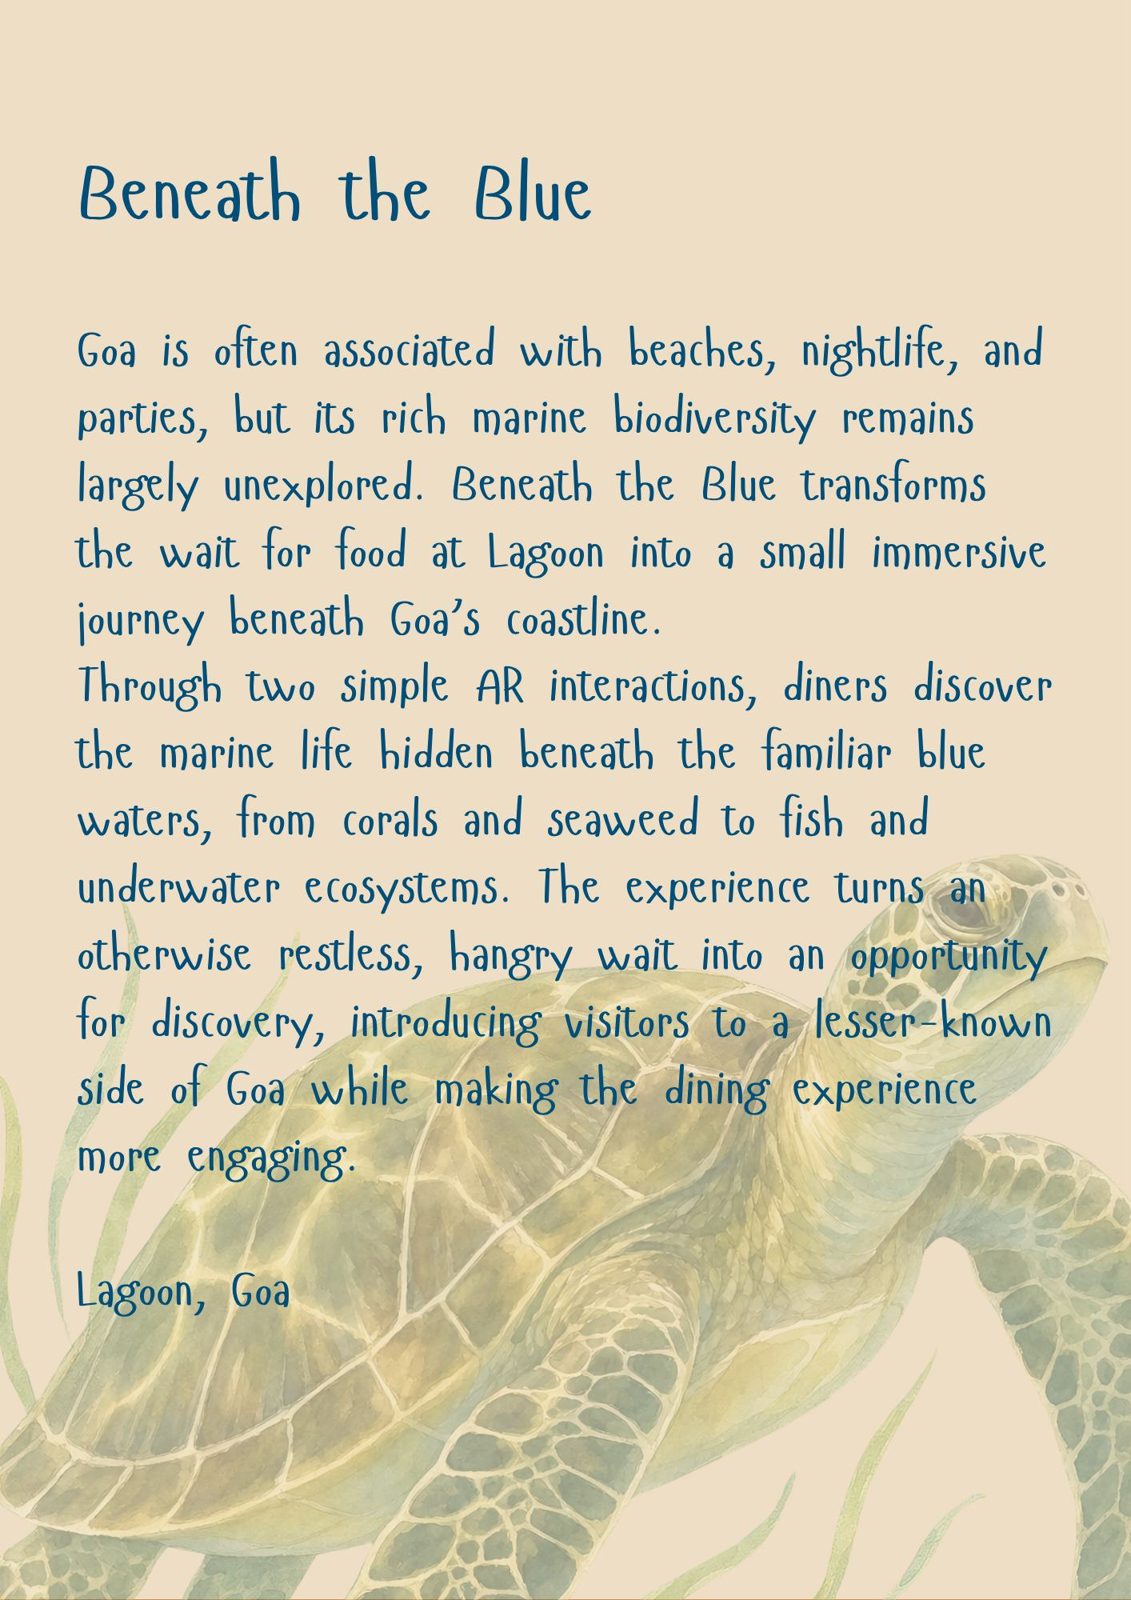 Beneath the Blue
Goa is often associated with beaches, nightlife, and
parties, but its rich marine biodiversity remains
largely unexplored. Beneath the Blue transforms
the wait for food at Lagoon into a small immersive
journey beneath Goa's coastline.
Through two simple AR interactions, diners discover
the marine life hidden beneath the familiar blue
waters, from corals and seaweed to fish and
underwater ecosystems. The experience turns an
otherwise restless, hangry wait into an opportunity
for discovery, introducing visitors to a lesser-known
side of Goa while making the dining experience
more engaging.
Lagoon, Goa